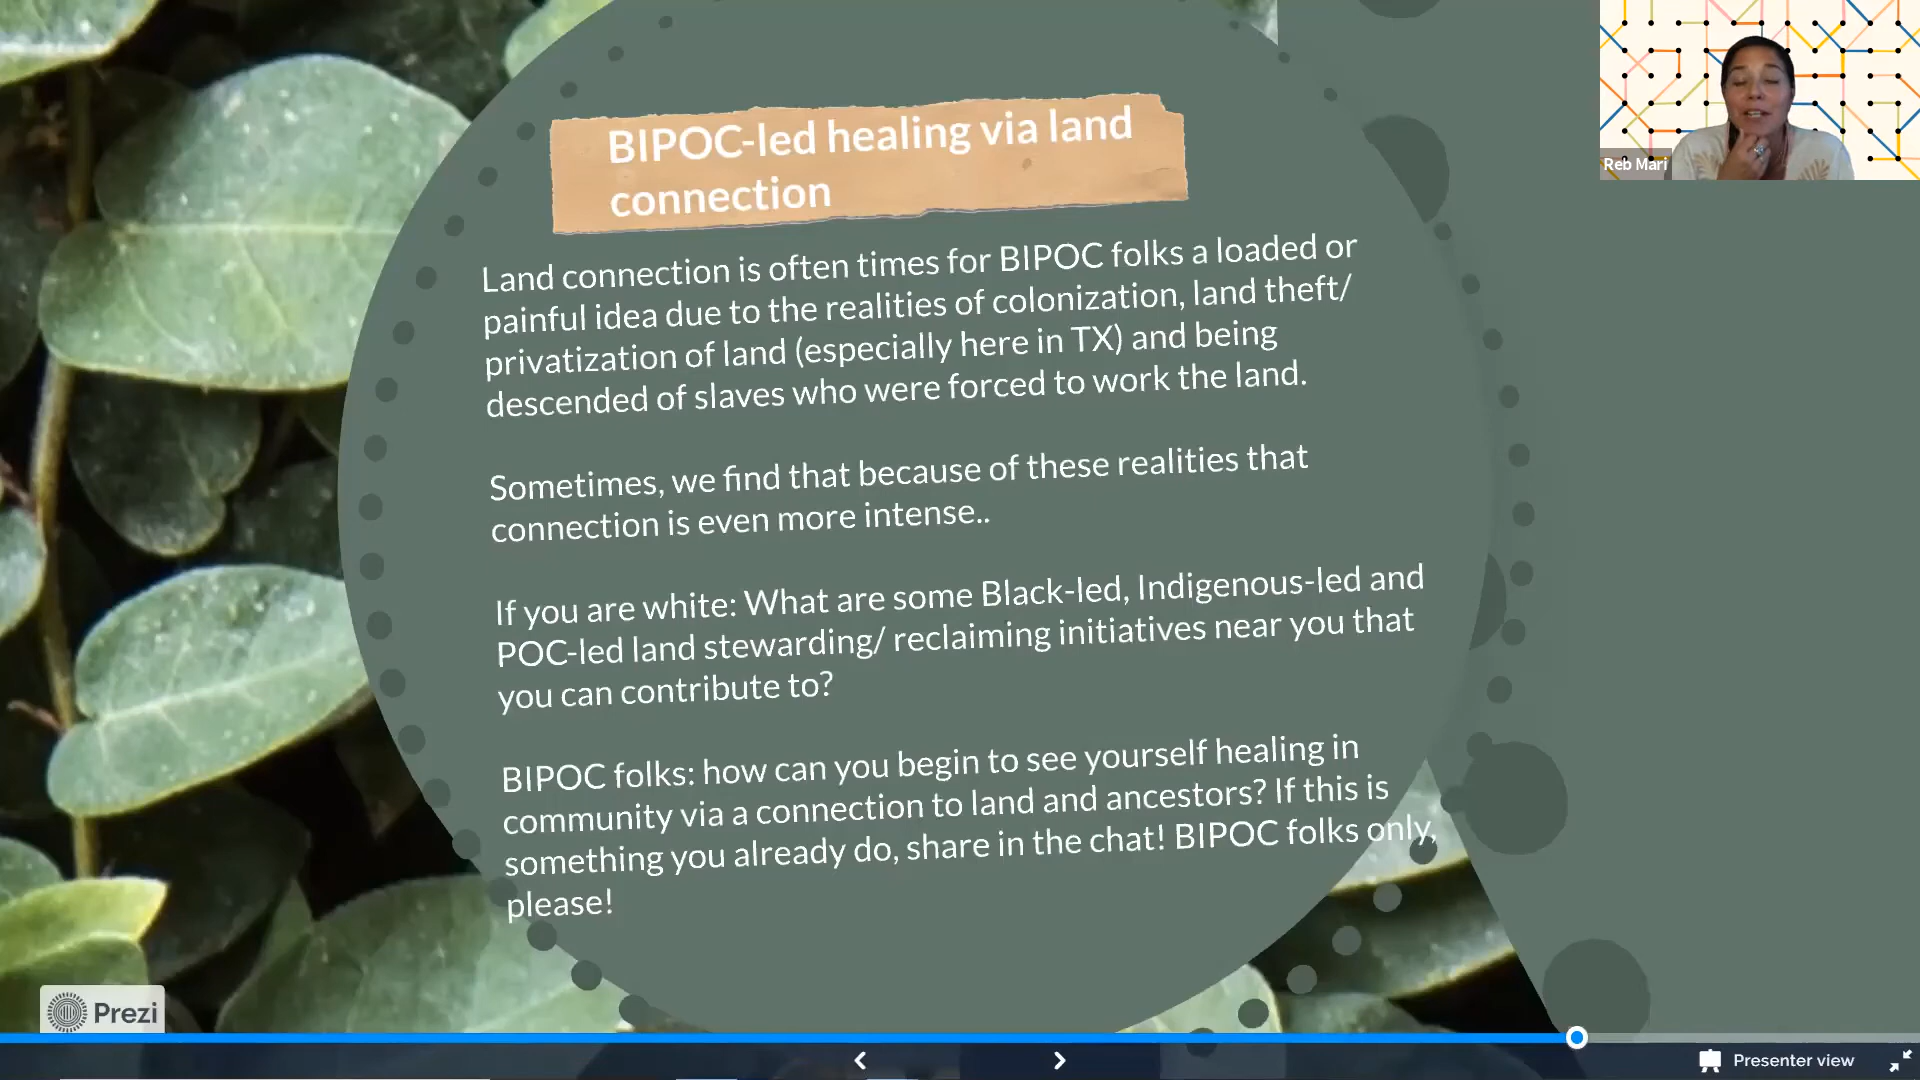 BIPOC-led healing via land
connection
Reb Mari
Land connection is often times for BIPOC folks a loaded or
painful idea due to the realities of colonization, land theft/
privatization of land (especially here in TX) and being
descended of slaves who were forced to work the land.
Sometimes, we find that because of these realities that
connection is even more intense..
If you are white: What are some Black-led, Indigenous-led and
POC-led land stewarding/ reclaiming initiatives near you that
you can contribute to?
BIPOC folks: how can you begin to see yourself healing in
community via a connection to land and ancestors? If this is
something you already do, share in the chat! BIPOC folks only,
please!
Prezi
Presenter view